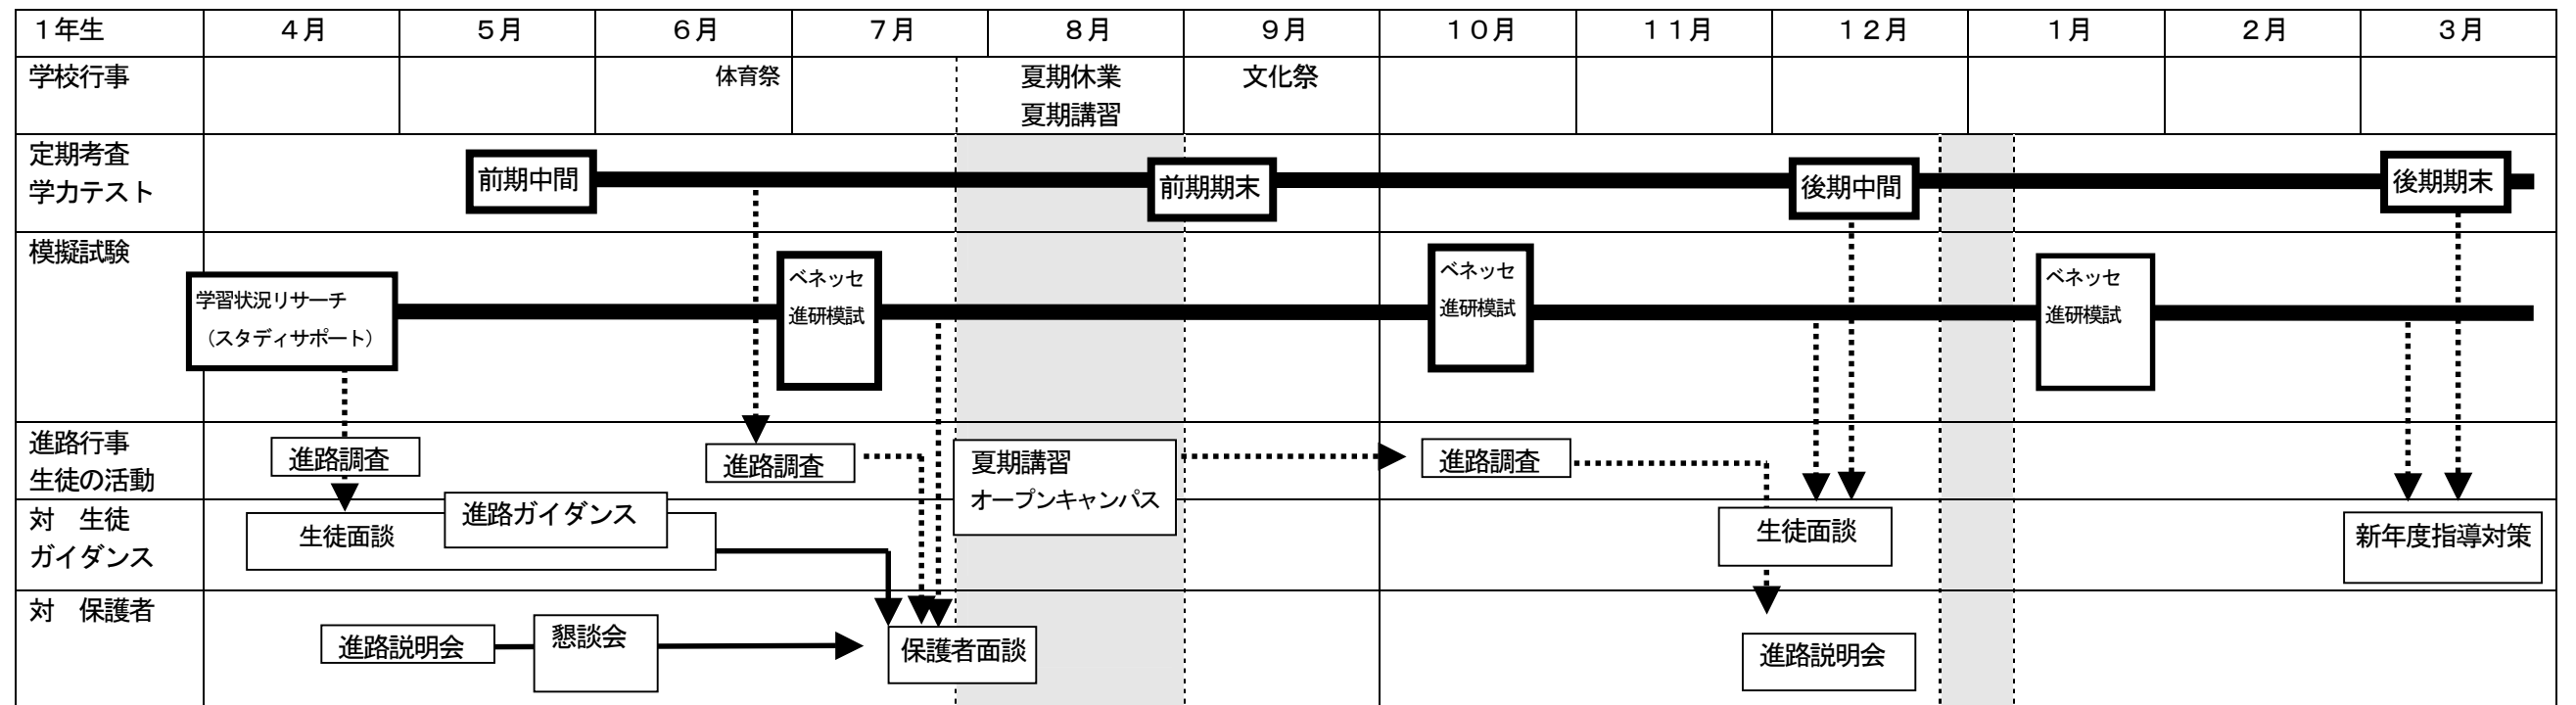 １年生 ４月 ５月 ６月 ７月 ８月 ９月 １０月 １１月 １２月 １月 ２月 ３月
学校行事
体育祭
夏期休業
夏期講習
文化祭
定期考査
学力テスト
前期中間
前期期末
後期中間
後期期末
模擬試験
学習状況リサーチ
（スタディサポート）
ベネッセ
進研模試
ベネッセ
進研模試
ベネッセ
進研模試
進路行事
生徒の活動
進路調査
進路調査
夏期講習
オープンキャンパス
進路調査
対　生徒
ガイダンス
生徒面談
進路ガイダンス
生徒面談
新年度指導対策
対　保護者
進路説明会
懇談会
保護者面談
進路説明会